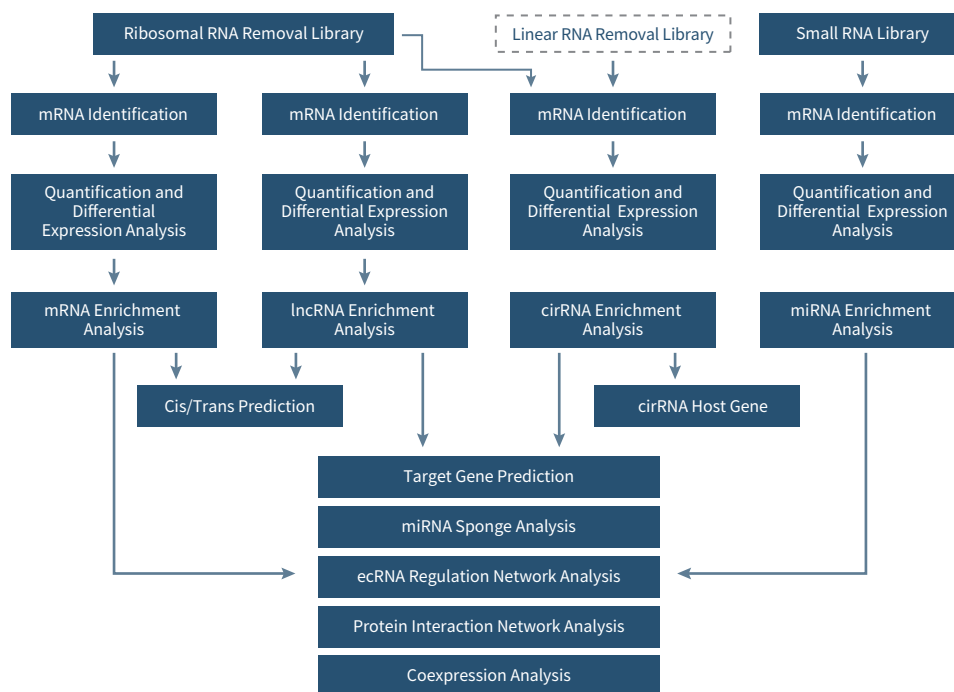 Ribosomal RNA Removal Library
Linear RNA Removal Library
Small RNA Library
mRNA Identification
mRNA Identification
mRNA Identification
mRNA Identification
Quantification and
Differential
Expression Analysis
Quantification and
Differential Expression
Analysis
Quantification and
Differential Expression
Analysis
Quantification and
Differential Expression
Analysis
mRNA Enrichment
Analysis
lncRNA Enrichment
Analysis
cirRNA Enrichment
Analysis
miRNA Enrichment
Analysis
Cis/Trans Prediction
cirRNA Host Gene
Target Gene Prediction
miRNA Sponge Analysis
ecRNA Regulation Network Analysis
Protein Interaction Network Analysis
Coexpression Analysis